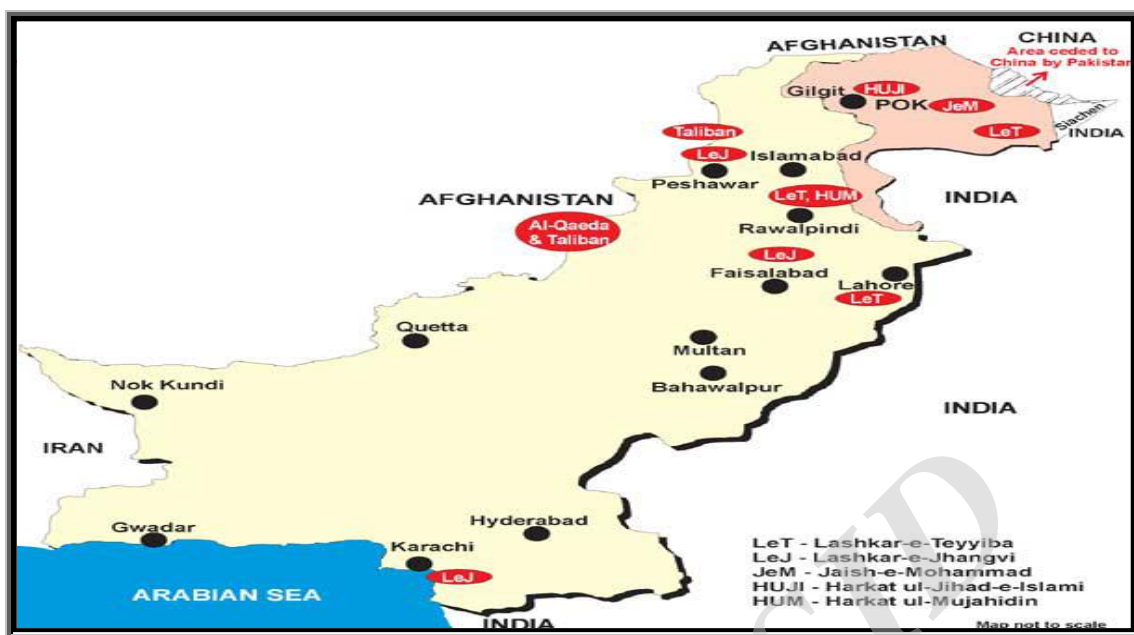 AFGHANISTAN
CHINA
Area ceded to
China by Pakistan
Gilgit
HUJI
POK
JeM
LeT
Siachen
INDIA
Taliban
LeJ
Islamabad
Peshawar
AFGHANISTAN
LeT, HUM
INDIA
Al-Qaeda
& Taliban
Rawalpindi
LeJ
Faisalabad
Lahore
LeT
Quetta
Multan
Nok Kundi
Bahawalpur
INDIA
IRAN
Gwadar
Hyderabad
Karachi
LeJ
ARABIAN SEA
INDIA
LeT - Lashkar-e-Teyyiba
LeJ - Lashkar-e-Jhangvi
JeM - Jaish-e-Mohammad
HUJI - Harkat ul-Jihad-e-Islami
HUM - Harkat ul-Mujahidin
Map not to scale